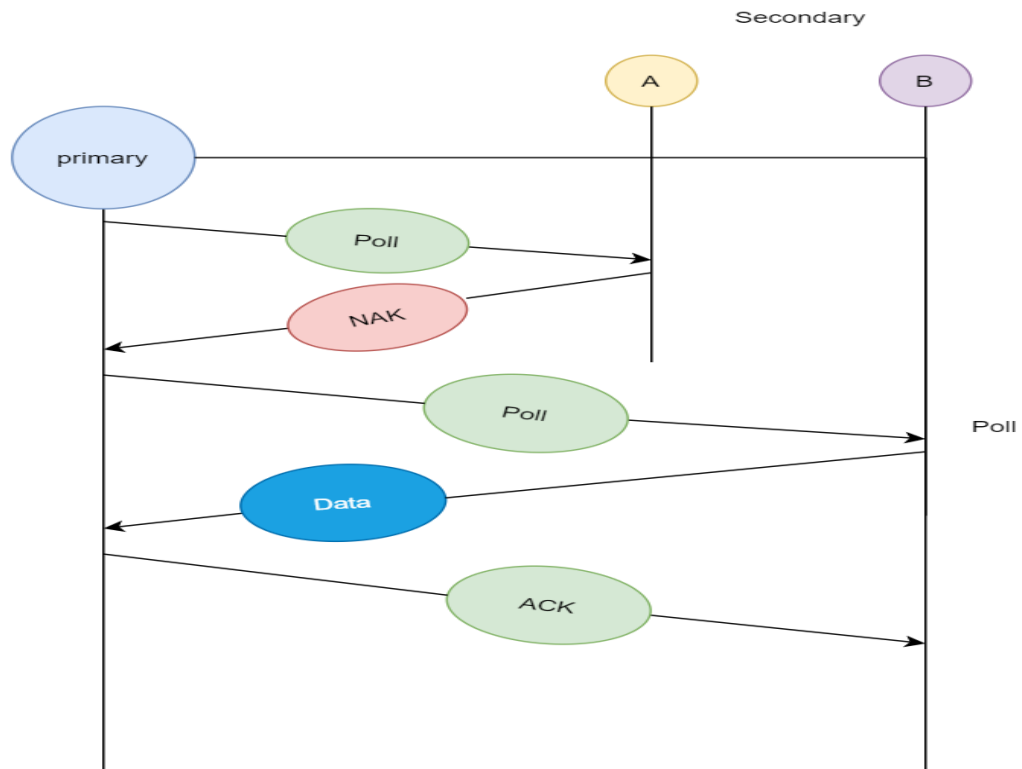 Secondary
A
B
primary
Poll
NAK
Poll
Poll
Data
ACK